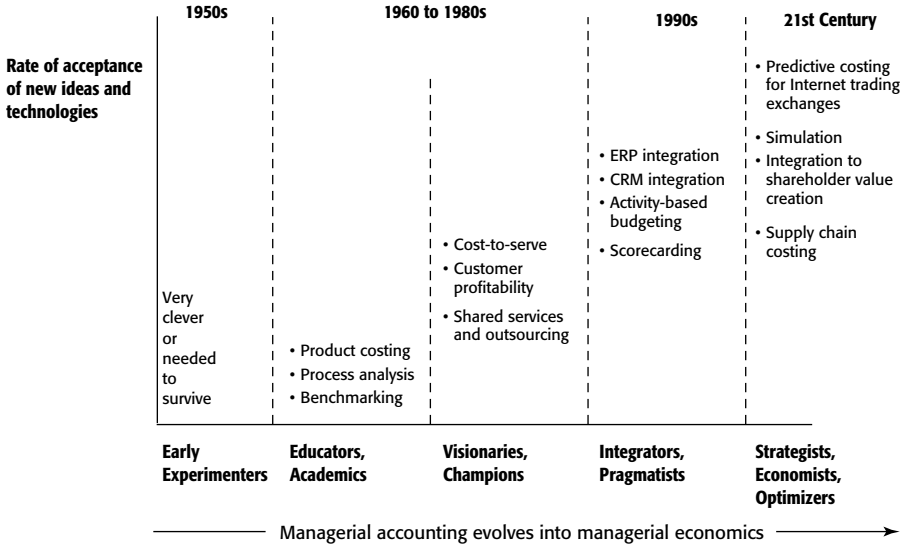 1950s
1960 to 1980s
1990s
21st Century
Rate of acceptance
of new ideas and
technologies
Very
clever
or
needed
to
survive
• Product costing
• Process analysis
• Benchmarking
• Cost-to-serve
• Customer
profitability
• Shared services
and outsourcing
• ERP integration
• CRM integration
• Activity-based
budgeting
• Scorecarding
• Predictive costing
for Internet trading
exchanges
• Simulation
• Integration to
shareholder value
creation
• Supply chain
costing
Early
Experimenters
Educators,
Academics
Visionaries,
Champions
Integrators,
Pragmatists
Strategists,
Economists,
Optimizers
Managerial accounting evolves into managerial economics